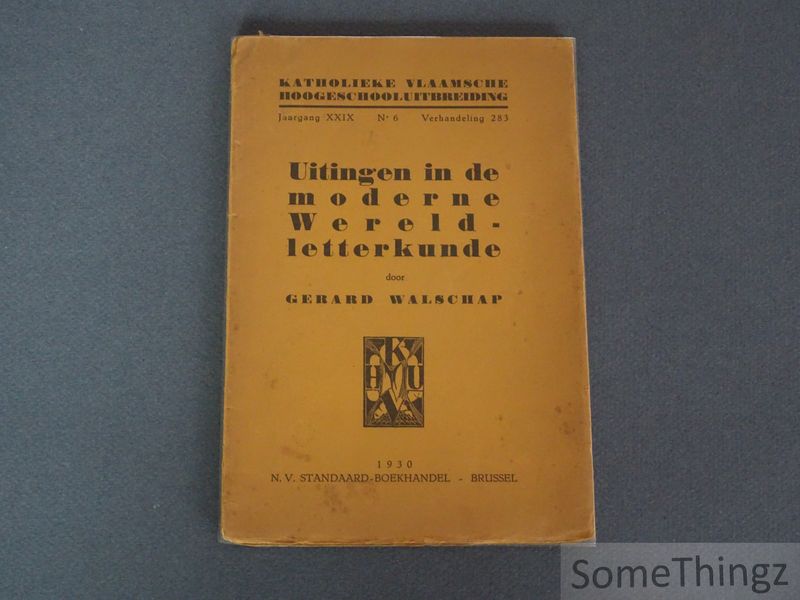 KATHOLIEKE VLAAMSCHE
HOOGESCHOOLUITBREIDING
Jaargang XXIX Nr 6 Verhandeling 283
Uitingen in de
moderne
Wereld-
letterkunde
door
GERARD WALSCHAP
K
H U
V
1930
N. V. STANDAARD-BOEKHANDEL - BRUSSEL
SomeThingz